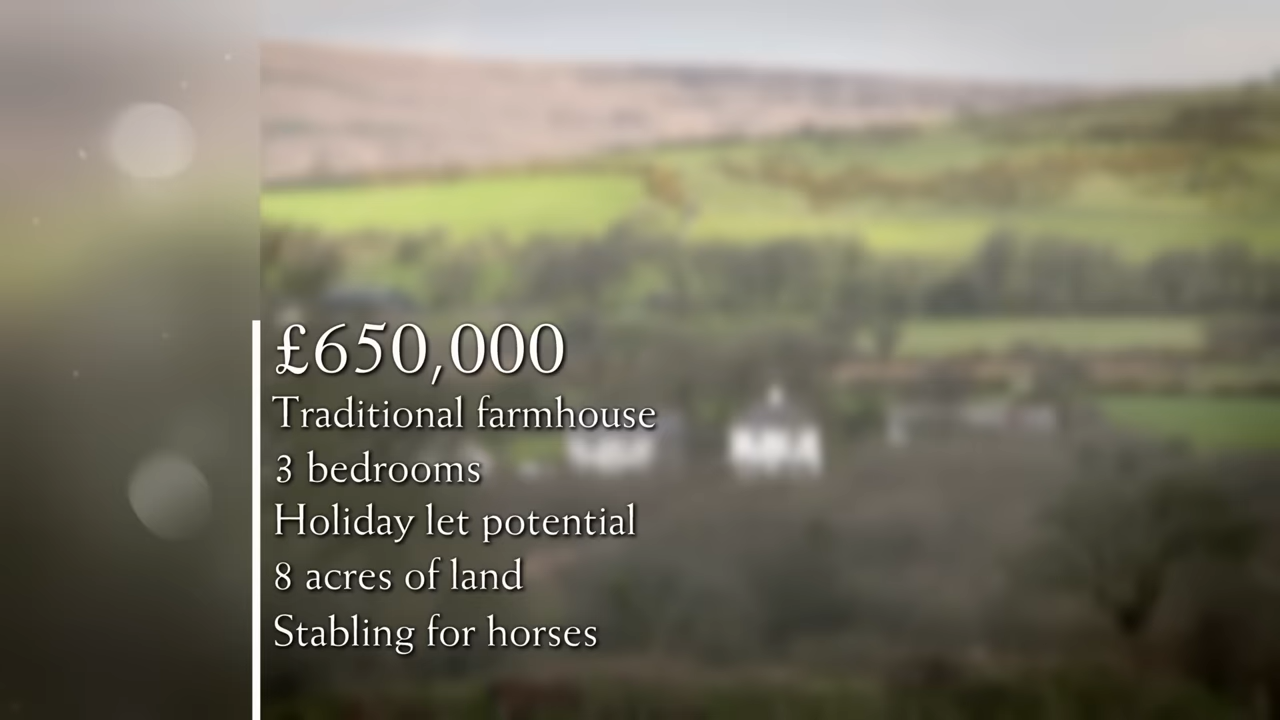 £650,000
Traditional farmhouse
3 bedrooms
Holiday let potential
8 acres of land
Stabling for horses